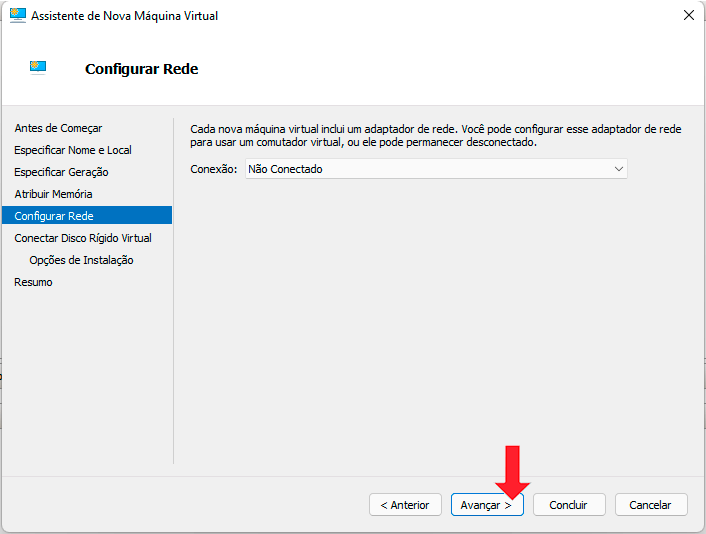 Assistente de Nova Máquina Virtual
Configurar Rede
Antes de Começar
Especificar Nome e Local
Especificar Geração
Atribuir Memória
Configurar Rede
Conectar Disco Rígido Virtual
Opções de Instalação
Resumo
Cada nova máquina virtual inclui um adaptador de rede. Você pode configurar esse adaptador de rede
para usar um comutador virtual, ou ele pode permanecer desconectado.
Conexão: Não Conectado
< Anterior
Avançar >
Concluir
Cancelar